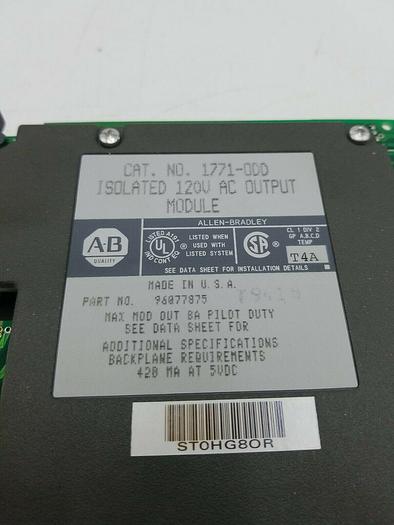 CAT. NO. 1771-ODD
ISOLATED 120V AC OUTPUT
MODULE
ALLEN-BRADLEY
A-B
QUALITY
LISTED A191
UL
IND. CONT. EQ.
LISTED WHEN
USED WITH
LISTED SYSTEM
SA
CL 1 DIV 2
GP A,B,C,D
TEMP
T4A
SEE DATA SHEET FOR INSTALLATION DETAILS
MADE IN U.S.A.
PART NO. 96077875
MAX MOD OUT 8A PILOT DUTY
SEE DATA SHEET FOR
ADDITIONAL SPECIFICATIONS
BACKPLANE REQUIREMENTS
420 MA AT 5VDC
ST0HG8OR